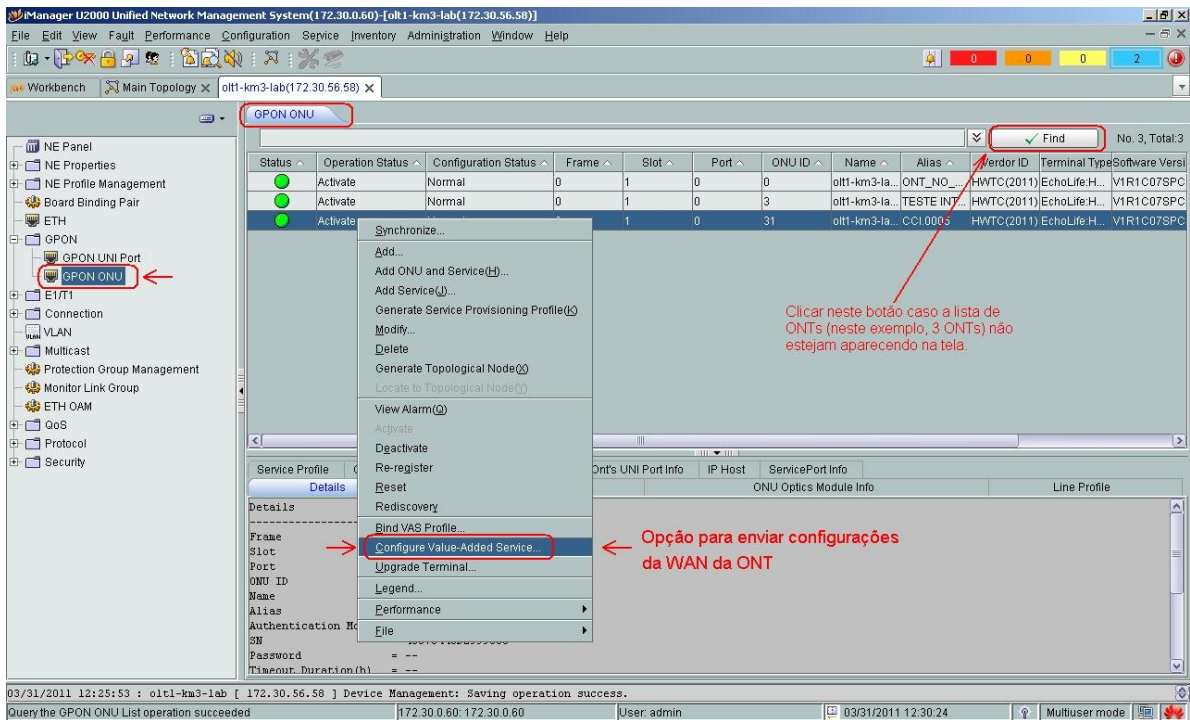 iManager U2000 Unified Network Management System(172.30.0.60)-[olt1-km3-lab(172.30.56.58)]
File Edit View Fault Performance Configuration Service Inventory Administration Window Help
0 0 0 2
Workbench Main Topology olt1-km3-lab(172.30.56.58)
GPON ONU
Find No. 3, Total:3
NE Panel
NE Properties
NE Profile Management
Board Binding Pair
ETH
GPON
GPON UNI Port
GPON ONU
E1/T1
Connection
VLAN
Multicast
Protection Group Management
Monitor Link Group
ETH OAM
QoS
Protocol
Security
Status Operation Status Configuration Status Frame Slot Port ONU ID Name Alias Verdor ID Terminal Type Software Versi
Activate Normal 0 1 0 0 olt1-km3-la... ONT_NO_... HWTC(2011) EchoLife:H... V1R1C07SPC
Activate Normal 0 1 0 3 olt1-km3-la... TESTE INT... HWTC(2011) EchoLife:H... V1R1C07SPC
Activate 1 0 31 olt1-km3-la... CCI.0005 HWTC(2011) EchoLife:H... V1R1C07SPC
Synchronize...
Add...
Add ONU and Service(H)...
Add Service(J)...
Generate Service Provisioning Profile(K)
Modify...
Delete
Generate Topological Node(X)
Locate to Topological Node(Y)
View Alarm(Q)
Activate
Deactivate
Re-register
Reset
Rediscovery
Bind VAS Profile...
Configure Value-Added Service...
Upgrade Terminal...
Legend...
Performance
File
Clicar neste botão caso a lista de
ONTs (neste exemplo, 3 ONTs) não
estejam aparecendo na tela.
Service Profile Ont's UNI Port Info IP Host ServicePort Info
Details ONU Optics Module Info Line Profile
Details
Frame
Slot
Port
ONU ID
Name
Alias
Authentication
SN
Password = --
Timeout Duration(h) = --
Opção para enviar configurações
da WAN da ONT
03/31/2011 12:25:53 : olt1-km3-lab [ 172.30.56.58 ] Device Management: Saving operation success.
Query the GPON ONU List operation succeeded 172.30.0.60: 172.30.0.60 User: admin 03/31/2011 12:30:24 Multiuser mode